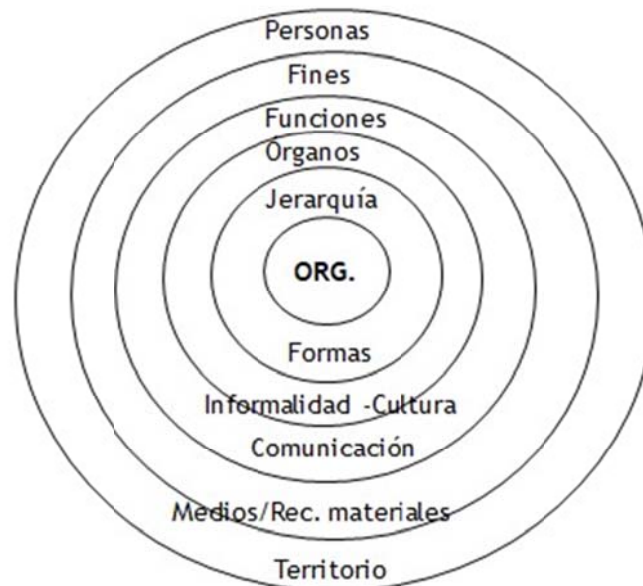 Personas
Fines
Funciones
Órganos
Jerarquía
ORG.
Formas
Informalidad -Cultura
Comunicación
Medios/Rec. materiales
Territorio